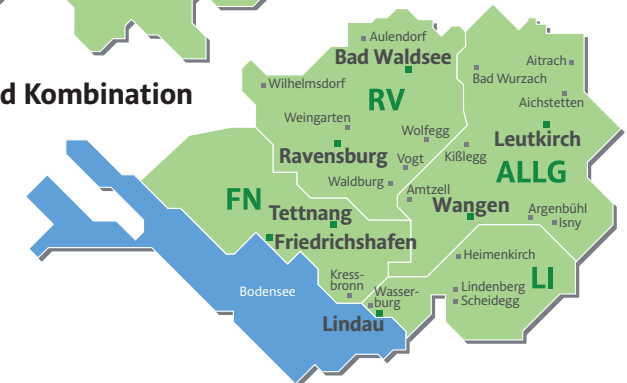 d Kombination
Aulendorf
Bad Waldsee
Aitrach
Bad Wurzach
Wilhelmsdorf
RV
Aichstetten
Weingarten
Wolfegg
Leutkirch
Ravensburg
Vogt
Kißlegg
ALLG
Waldburg
Amtzell
FN
Wangen
Argenbühl
Tettnang
Isny
Friedrichshafen
Heimenkirch
Kress-
bronn
LI
Bodensee
Wasser-
burg
Lindenberg
Scheidegg
Lindau